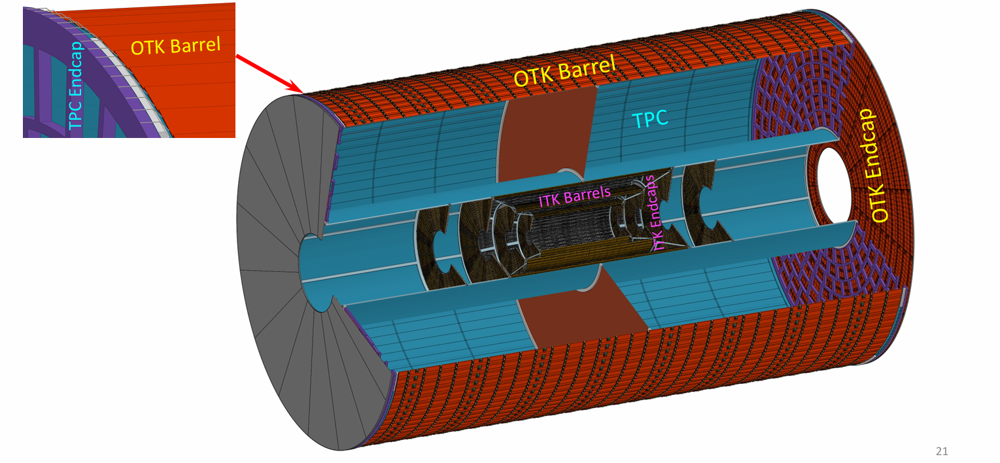 OTK Barrel
TPC Endcap
OTK Barrel
TPC
OTK Endcap
ITK Barrels
ITK Endcaps
21